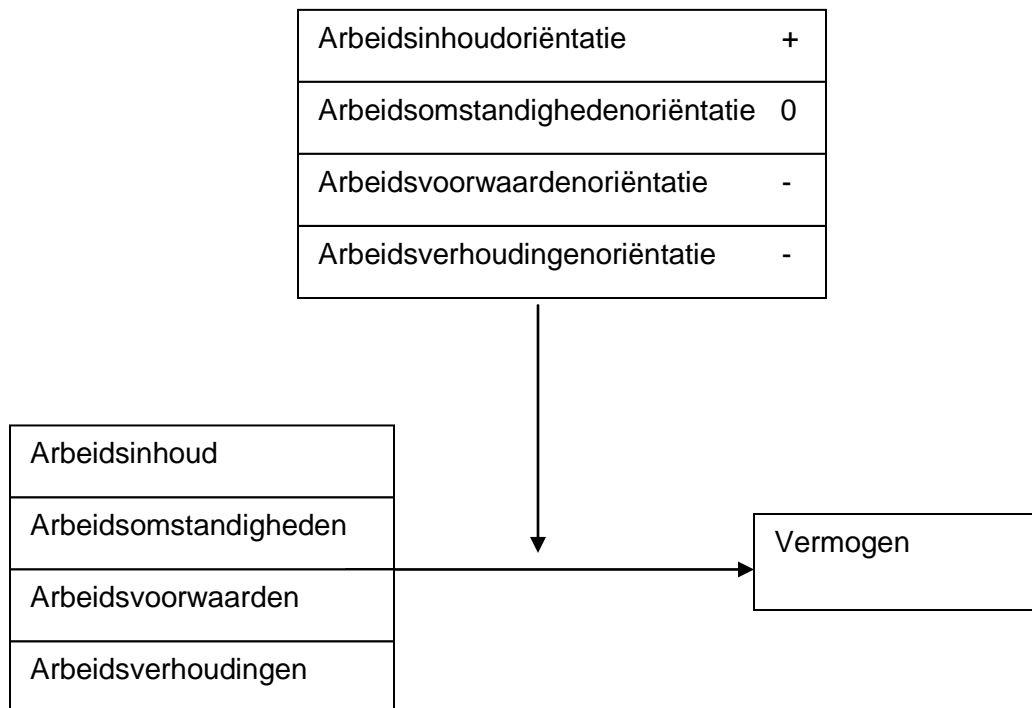 Arbeidsinhoudoriëntatie +
Arbeidsomstandighedenoriëntatie 0
Arbeidsvoorwaardenoriëntatie -
Arbeidsverhoudingenoriëntatie -
Arbeidsinhoud
Arbeidsomstandigheden
Arbeidsvoorwaarden
Arbeidsverhoudingen
Vermogen